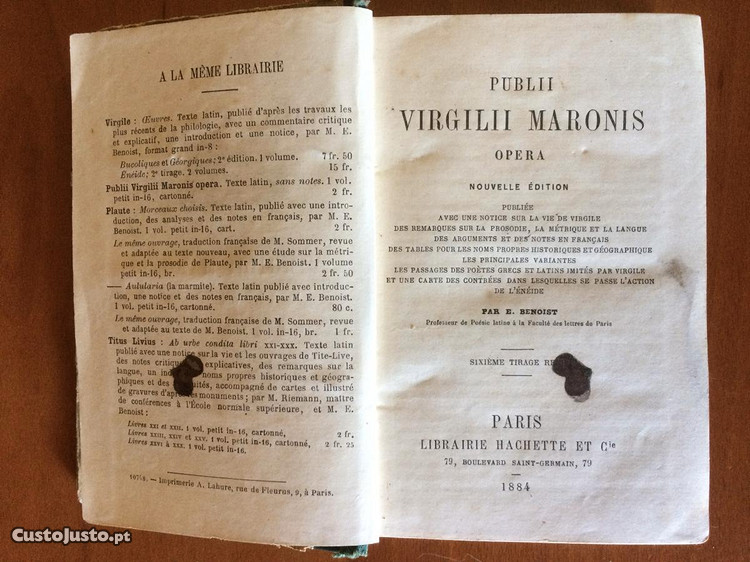 A LA MÊME LIBRAIRIE
Virgile : Œuvres. Texte latin, publié d'après les travaux les
plus récents de la philologie, avec un commentaire critique
et explicatif, une introduction et une notice, par M. E.
Benoist, format grand in-8 :
Bucoliques et Géorgiques; 2e édition. 1 volume. 7 fr. 50
Enéide; 2e tirage. 2 volumes. 15 fr.
Publii Virgilii Maronis opera. Texte latin, sans notes. 1 vol.
petit in-16, cartonné. 2 fr.
Plaute : Morceaux choisis. Texte latin, publié avec une intro-
duction, des analyses et des notes en français, par M. E.
Benoist. 1 vol. petit in-16, cart. 2 fr.
Le même ouvrage, traduction française de M. Sommer, revue
et adaptée au texte nouveau, avec une étude sur la métri-
que et la prosodie de Plaute, par M. E. Benoist. 1 volume
petit in-16, br. 2 fr. 50
— Aulularia (la marmite). Texte latin publié avec introduc-
tion, une notice et des notes en français, par M. E. Benoist.
1 vol. petit in-16, cartonné. 80 c.
Le même ouvrage, traduction française de M. Sommer, revue
et adaptée au texte de M. Benoist. 1 vol. in-16, br. 1 fr.
Titus Livius : Ab urbe condita libri XXI-XXX. Texte latin
publié avec une notice sur la vie et les ouvrages de Tite-Live,
des notes critiques explicatives, des remarques sur la
langue, un noms propres historiques et géogra-
phiques et des tuités, accompagné de cartes et illustré
de gravures d'après monuments; par M. Riemann, maître
de conférences à l'École normale supérieure, et M. E.
Benoist :
Livres XXI et XXII. 1 vol. petit in-16, cartonné, 2 fr.
Livres XXIII, XXIV et XXV. 1 vol. petit in-16, cartonné, 2 fr. 25
Livres XXVI à XXX. 1 vol. petit in-16.
— Imprimerie A. Lahure, rue de Fleurus, 9, à Paris.
PUBLII
VIRGILII MARONIS
OPERA
NOUVELLE ÉDITION
PUBLIÉE
AVEC UNE NOTICE SUR LA VIE DE VIRGILE
DES REMARQUES SUR LA PROSODIE, LA MÉTRIQUE ET LA LANGUE
DES ARGUMENTS ET DES NOTES EN FRANÇAIS
DES TABLES POUR LES NOMS PROPRES HISTORIQUES ET GÉOGRAPHIQUE
LES PRINCIPALES VARIANTES
LES PASSAGES DES POÈTES GRECS ET LATINS IMITÉS PAR VIRGILE
ET UNE CARTE DES CONTRÉES DANS LESQUELLES SE PASSE L'ACTION
DE L'ÉNÉIDE
PAR E. BENOIST
Professeur de Poésie latine à la Faculté des lettres de Paris
SIXIÈME TIRAGE
PARIS
LIBRAIRIE HACHETTE ET Cie
79, BOULEVARD SAINT-GERMAIN, 79
1884
CustoJusto.pt